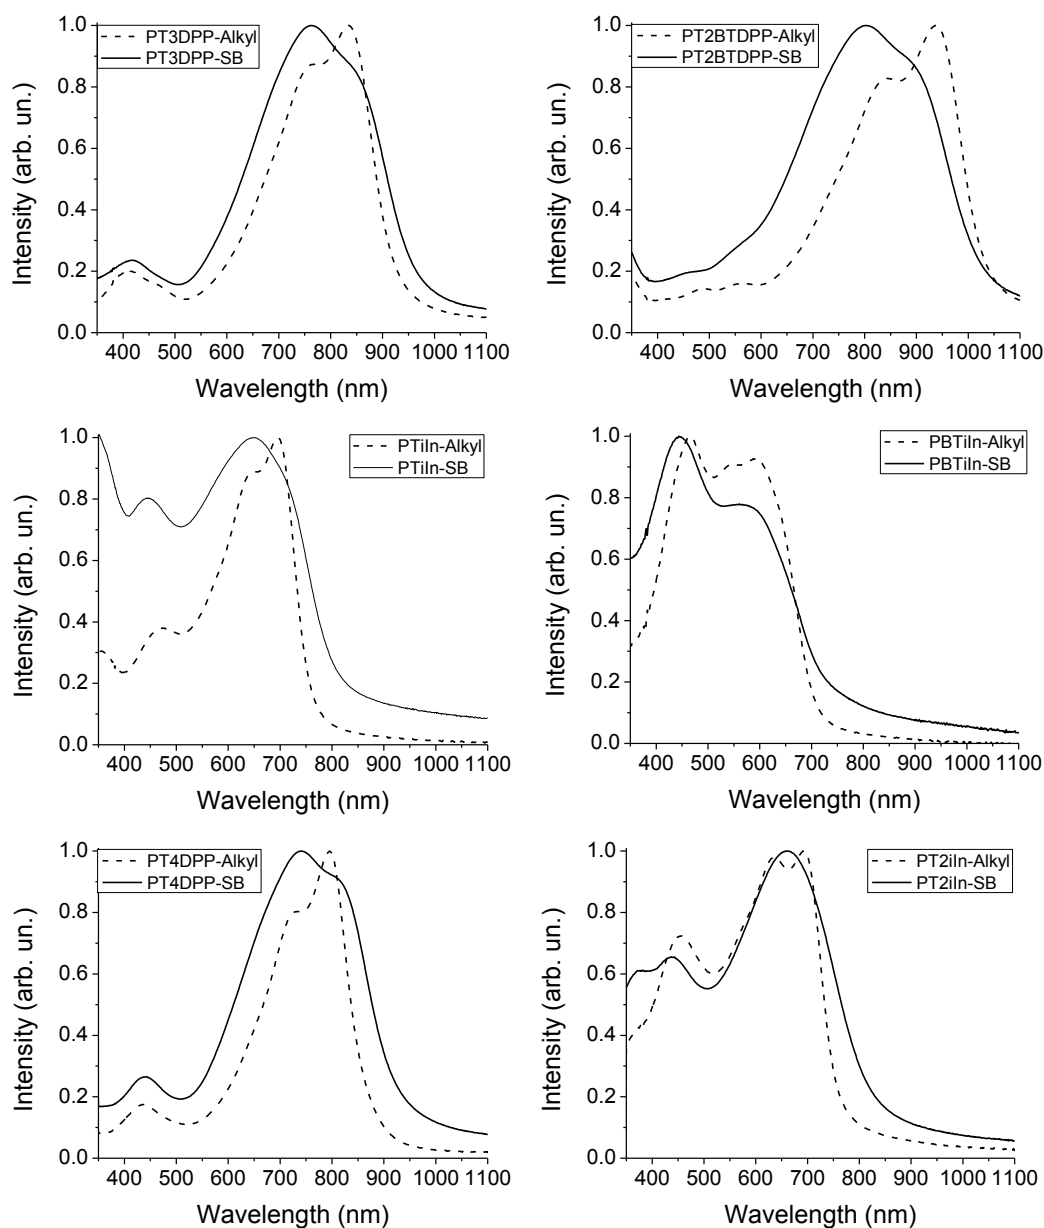 PT3DPP-Alkyl
PT3DPP-SB
Intensity (arb. un.)
1.0
0.8
0.6
0.4
0.2
0.0
400 500 600 700 800 900 1000 1100
Wavelength (nm)
PT2BTDPP-Alkyl
PT2BTDPP-SB
Intensity (arb. un.)
1.0
0.8
0.6
0.4
0.2
0.0
400 500 600 700 800 900 1000 1100
Wavelength (nm)
PTiIn-Alkyl
PTiIn-SB
Intensity (arb. un.)
1.0
0.8
0.6
0.4
0.2
0.0
400 500 600 700 800 900 1000 1100
Wavelength (nm)
PBTiIn-Alkyl
PBTiIn-SB
Intensity (arb. un.)
1.0
0.8
0.6
0.4
0.2
0.0
400 500 600 700 800 900 1000 1100
Wavelength (nm)
PT4DPP-Alkyl
PT4DPP-SB
Intensity (arb. un.)
1.0
0.8
0.6
0.4
0.2
0.0
400 500 600 700 800 900 1000 1100
Wavelength (nm)
PT2iIn-Alkyl
PT2iIn-SB
Intensity (arb. un.)
1.0
0.8
0.6
0.4
0.2
0.0
400 500 600 700 800 900 1000 1100
Wavelength (nm)